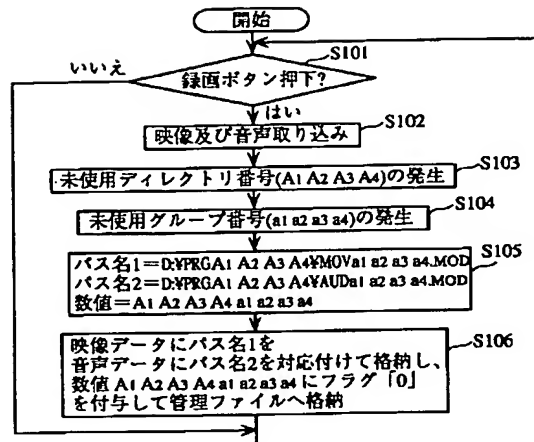 開始
S101
いいえ
録画ボタン押下?
はい
S102
映像及び音声取り込み
S103
未使用ディレクトリ番号(A1 A2 A3 A4)の発生
S104
未使用グループ番号(a1 a2 a3 a4)の発生
S105
パス名1=D:¥PRGA1 A2 A3 A4¥MOVa1 a2 a3 a4.MOD
パス名2=D:¥PRGA1 A2 A3 A4¥AUDa1 a2 a3 a4.MOD
数値=A1 A2 A3 A4 a1 a2 a3 a4
S106
映像データにパス名1を
音声データにパス名2を対応付けて格納し、
数値 A1 A2 A3 A4 a1 a2 a3 a4 にフラグ「0」
を付与して管理ファイルへ格納